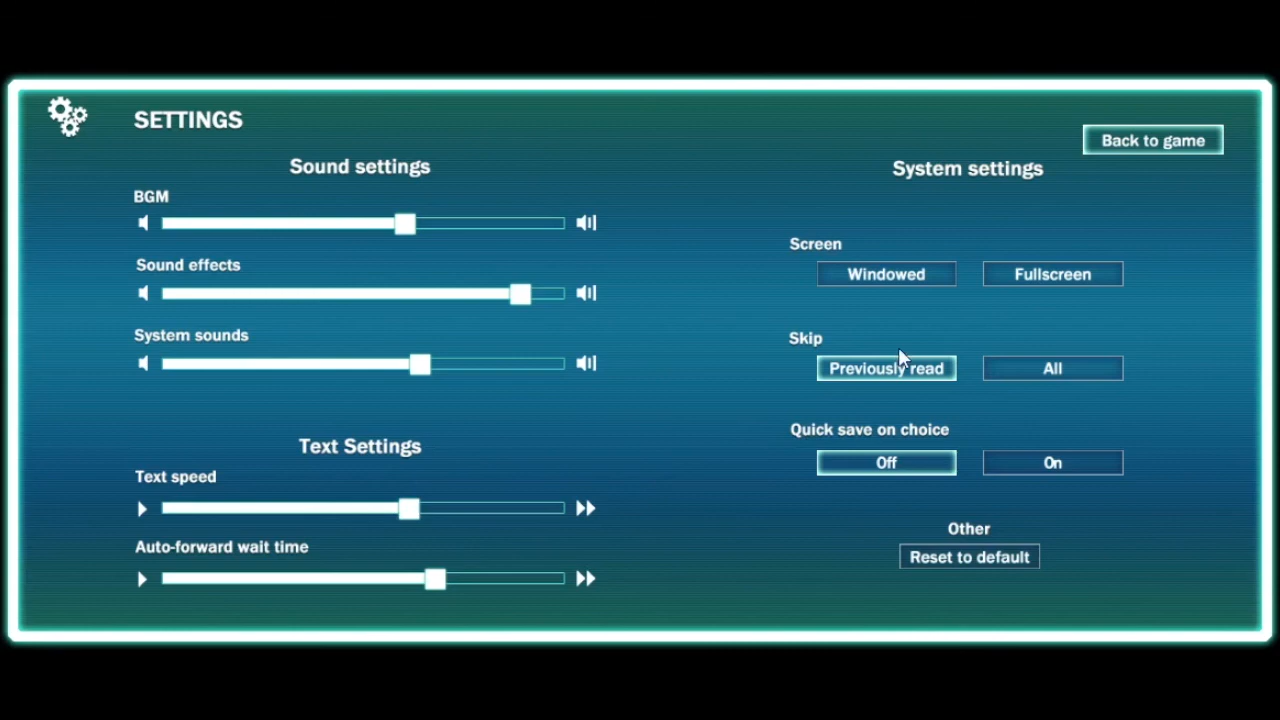 SETTINGS
Back to game
Sound settings
BGM
Sound effects
System sounds
Text Settings
Text speed
Auto-forward wait time
System settings
Screen
Windowed Fullscreen
Skip
Previously read All
Quick save on choice
Off On
Other
Reset to default